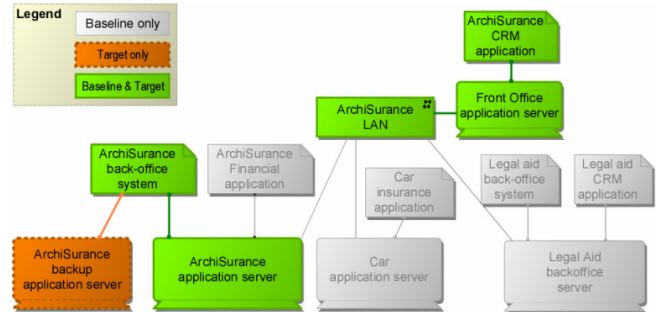 Legend
Baseline only
Target only
Baseline & Target
ArchiSurance
CRM
application
Front Office
application server
ArchiSurance
LAN
ArchiSurance
back-office
system
ArchiSurance
Financial
application
Car
insurance
application
Legal aid
back-office
system
Legal aid
CRM
application
ArchiSurance
backup
application server
ArchiSurance
application server
Car
application server
Legal Aid
backoffice
server